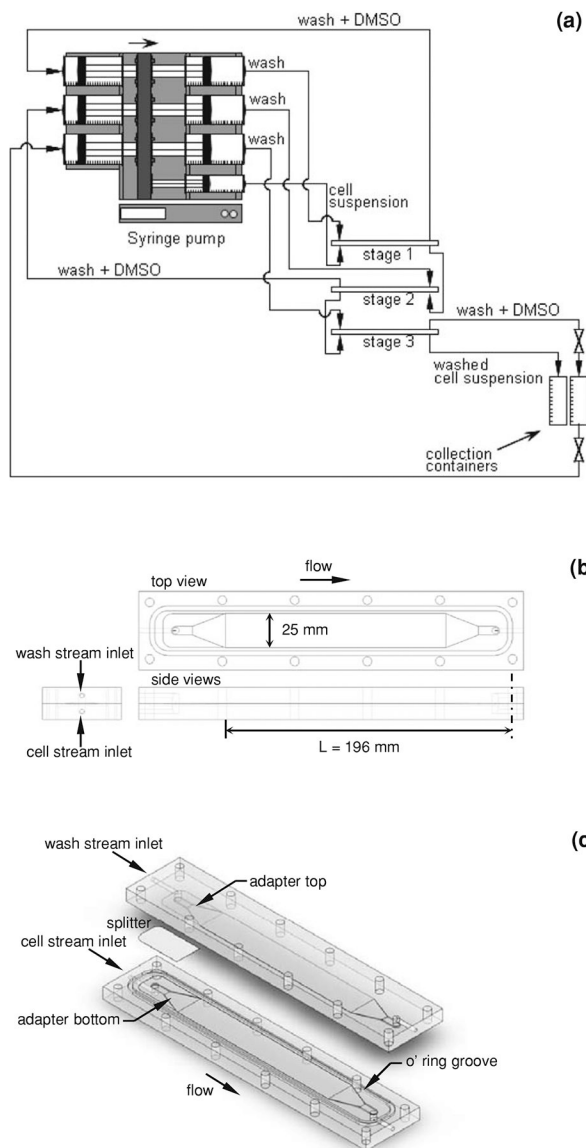 wash + DMSO
(a)
wash
wash
wash
cell
suspension
Syringe pump
stage 1
wash + DMSO
stage 2
wash + DMSO
stage 3
washed
cell suspension
collection
containers
(b)
flow
top view
25 mm
wash stream inlet
side views
cell stream inlet
L = 196 mm
(c
wash stream inlet
adapter top
splitter
cell stream inlet
adapter bottom
o' ring groove
flow